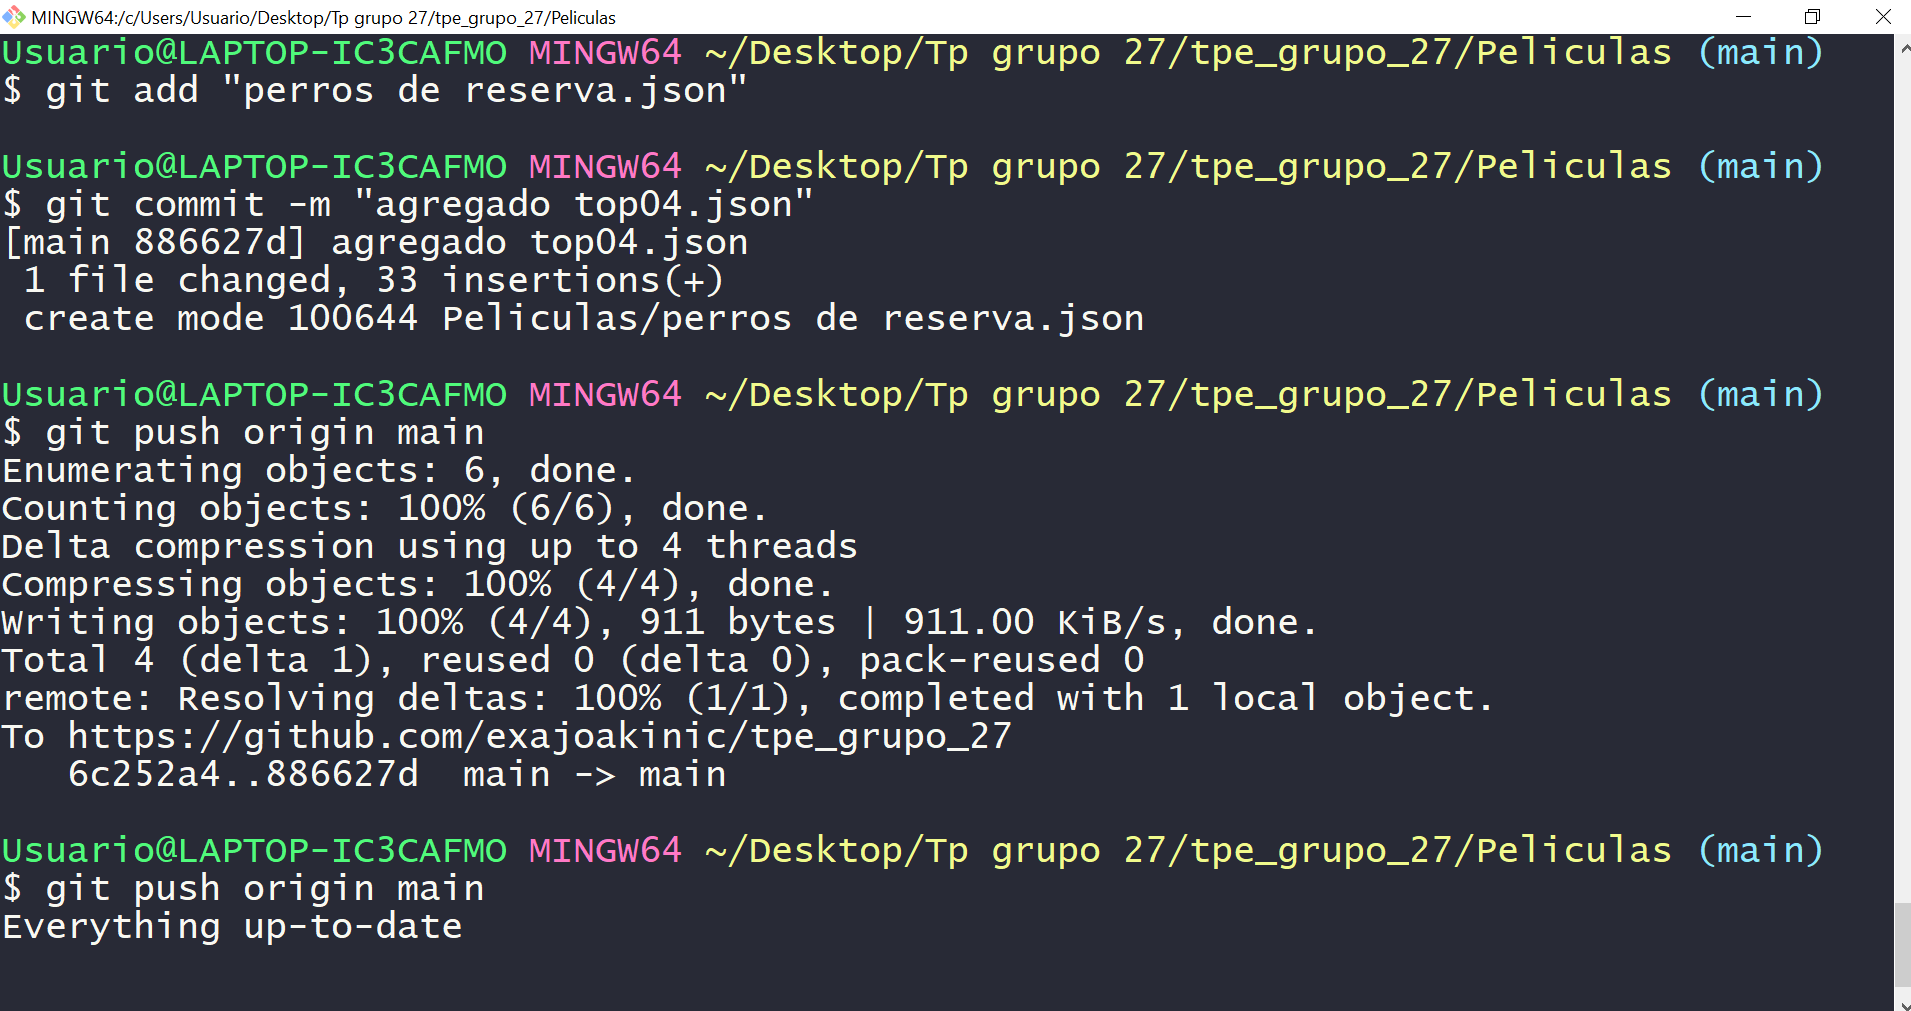 MINGW64:/c/Users/Usuario/Desktop/Tp grupo 27/tpe_grupo_27/Peliculas
Usuario@LAPTOP-IC3CAFMO MINGW64 ~/Desktop/Tp grupo 27/tpe_grupo_27/Peliculas (main)
$ git add "perros de reserva.json"
Usuario@LAPTOP-IC3CAFMO MINGW64 ~/Desktop/Tp grupo 27/tpe_grupo_27/Peliculas (main)
$ git commit -m "agregado top04.json"
[main 886627d] agregado top04.json
 1 file changed, 33 insertions(+)
 create mode 100644 Peliculas/perros de reserva.json
Usuario@LAPTOP-IC3CAFMO MINGW64 ~/Desktop/Tp grupo 27/tpe_grupo_27/Peliculas (main)
$ git push origin main
Enumerating objects: 6, done.
Counting objects: 100% (6/6), done.
Delta compression using up to 4 threads
Compressing objects: 100% (4/4), done.
Writing objects: 100% (4/4), 911 bytes | 911.00 KiB/s, done.
Total 4 (delta 1), reused 0 (delta 0), pack-reused 0
remote: Resolving deltas: 100% (1/1), completed with 1 local object.
To https://github.com/exajoakinic/tpe_grupo_27
   6c252a4..886627d  main -> main
Usuario@LAPTOP-IC3CAFMO MINGW64 ~/Desktop/Tp grupo 27/tpe_grupo_27/Peliculas (main)
$ git push origin main
Everything up-to-date